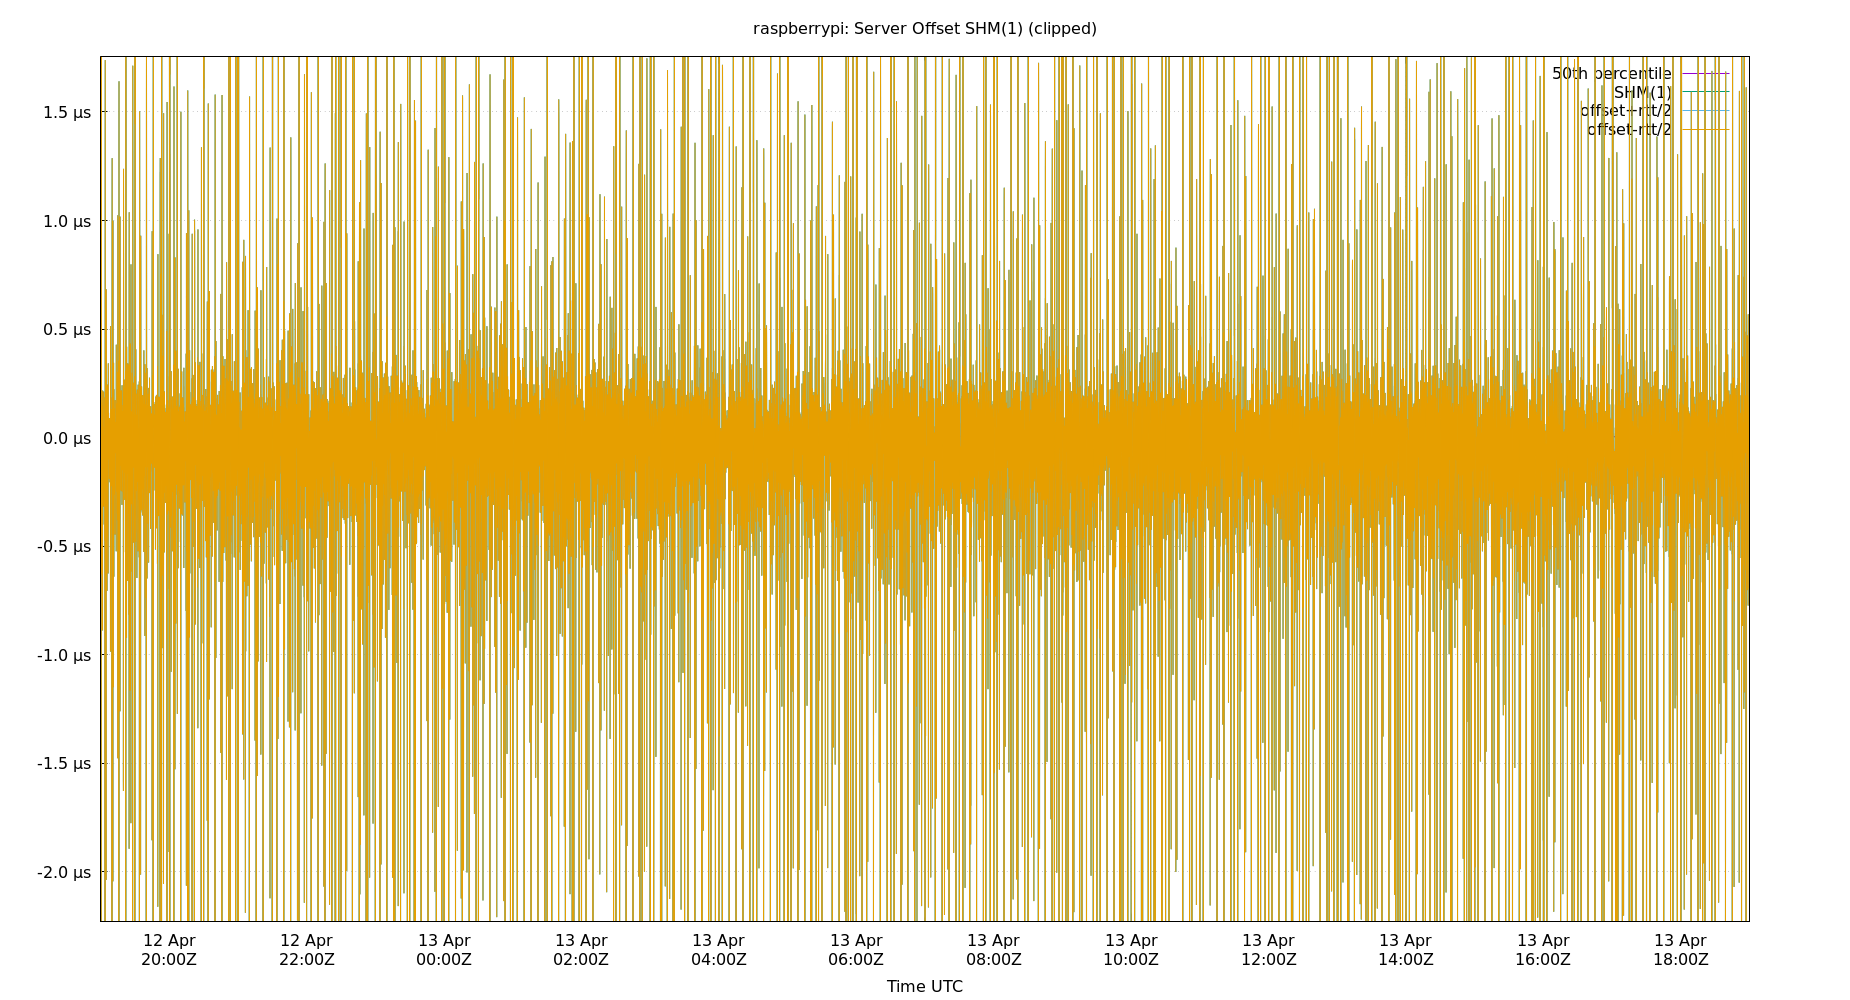 raspberrypi: Server Offset SHM(1) (clipped)
50th percentile
SHM(1)
offset+rtt/2
offset-rtt/2
1.5 µs
1.0 µs
0.5 µs
0.0 µs
-0.5 µs
-1.0 µs
-1.5 µs
-2.0 µs
12 Apr 12 Apr 13 Apr 13 Apr 13 Apr 13 Apr 13 Apr 13 Apr 13 Apr 13 Apr 13 Apr 13 Apr
20:00Z 22:00Z 00:00Z 02:00Z 04:00Z 06:00Z 08:00Z 10:00Z 12:00Z 14:00Z 16:00Z 18:00Z
Time UTC